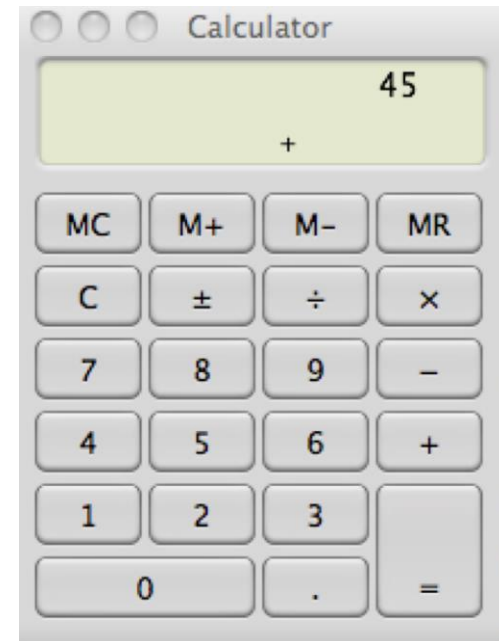 Calculator
45
+
MC M+ M- MR
C ± ÷ ×
7 8 9 −
4 5 6 +
1 2 3
0 . =